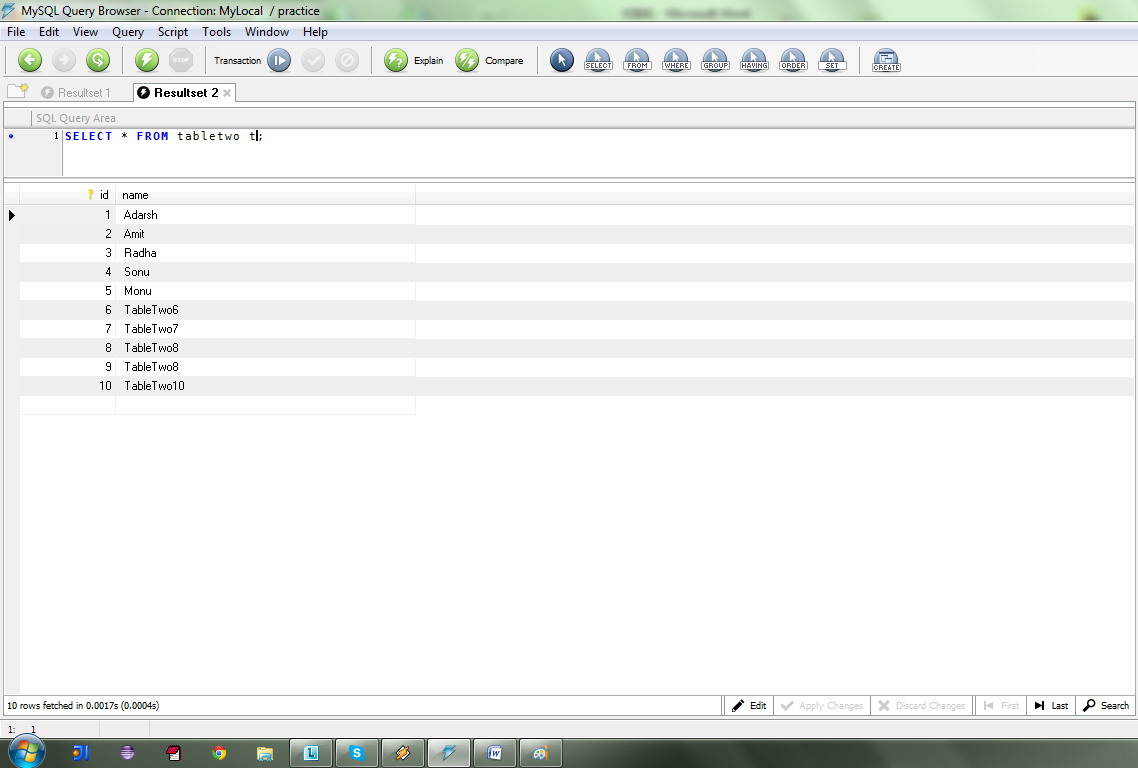 MySQL Query Browser - Connection: MyLocal / practice
File Edit View Query Script Tools Window Help
STOP Transaction Explain Compare SELECT FROM WHERE GROUP HAVING ORDER SET CREATE
Resultset 1 Resultset 2
SQL Query Area
1 SELECT * FROM tabletwo t;
id name
1 Adarsh
2 Amit
3 Radha
4 Sonu
5 Monu
6 TableTwo6
7 TableTwo7
8 TableTwo8
9 TableTwo8
10 TableTwo10
10 rows fetched in 0.0017s (0.0004s) Edit Apply Changes Discard Changes First Last Search
1: 1